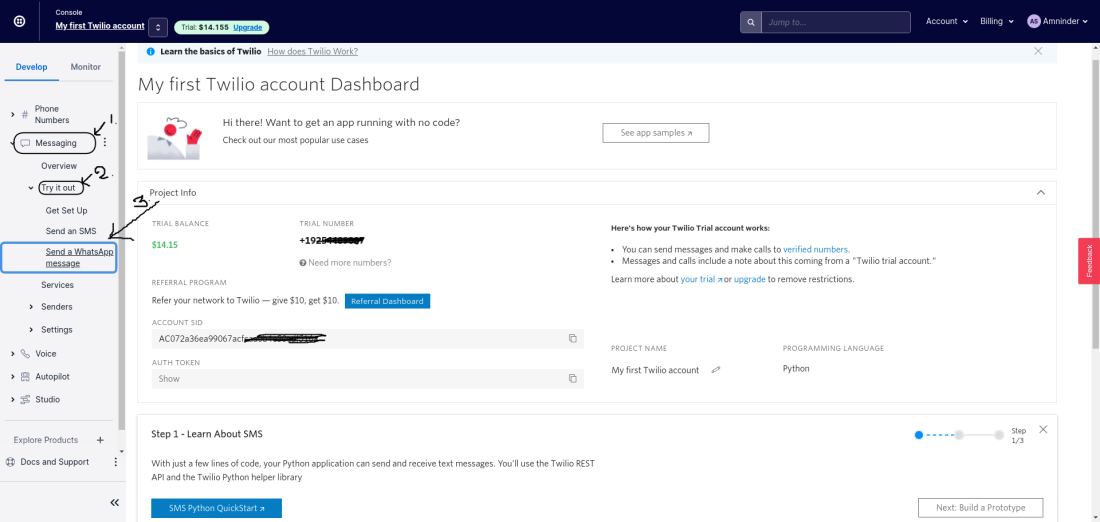 Console
My first Twilio account
Trial: $14.155 Upgrade
Jump to...
Account
Billing
AS
Amninder
Develop
Monitor
Phone
Numbers
Messaging
1.
Overview
Try it out
2.
Get Set Up
Send an SMS
3.
Send a WhatsApp
message
Services
Senders
Settings
Voice
Autopilot
Studio
Explore Products +
Docs and Support
Learn the basics of Twilio How does Twilio Work?
My first Twilio account Dashboard
Hi there! Want to get an app running with no code?
Check out our most popular use cases
See app samples
Project Info
TRIAL BALANCE
$14.15
TRIAL NUMBER
Need more numbers?
REFERRAL PROGRAM
Refer your network to Twilio — give $10, get $10. Referral Dashboard
ACCOUNT SID
AUTH TOKEN
Show
Here's how your Twilio Trial account works:
• You can send messages and make calls to verified numbers.
• Messages and calls include a note about this coming from a "Twilio trial account."
Learn more about your trial or upgrade to remove restrictions.
PROJECT NAME
My first Twilio account
PROGRAMMING LANGUAGE
Python
Feedback
Step 1 - Learn About SMS
Step
1/3
With just a few lines of code, your Python application can send and receive text messages. You'll use the Twilio REST
API and the Twilio Python helper library
SMS Python QuickStart
Next: Build a Prototype